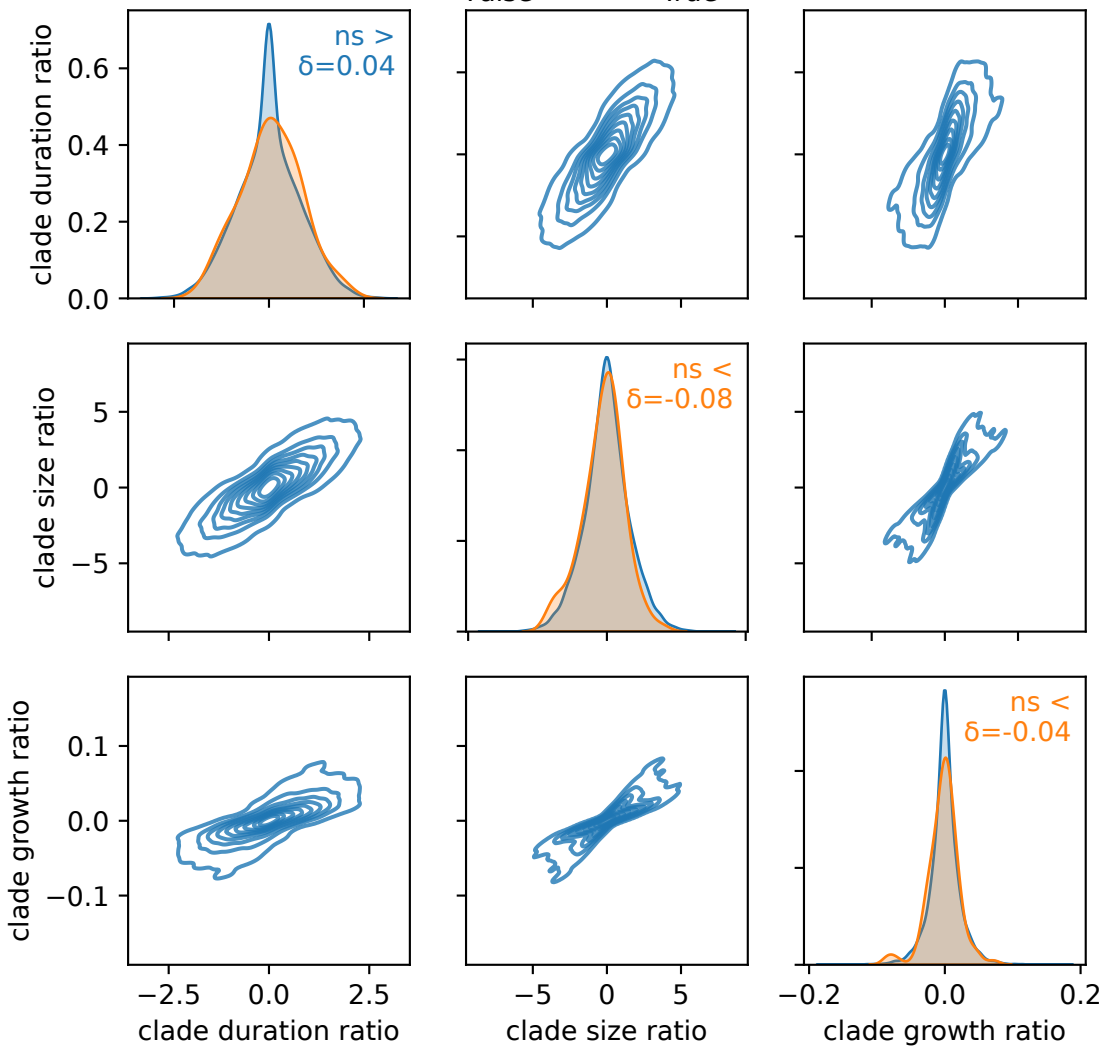 clade duration ratio
0.6
0.4
0.2
0.0
ns >
δ=0.04
clade size ratio
5
0
−5
ns <
δ=-0.08
clade growth ratio
0.1
0.0
−0.1
ns <
δ=-0.04
−2.5 0.0 2.5
−5 0 5
−0.2 0.0 0.2
clade duration ratio
clade size ratio
clade growth ratio